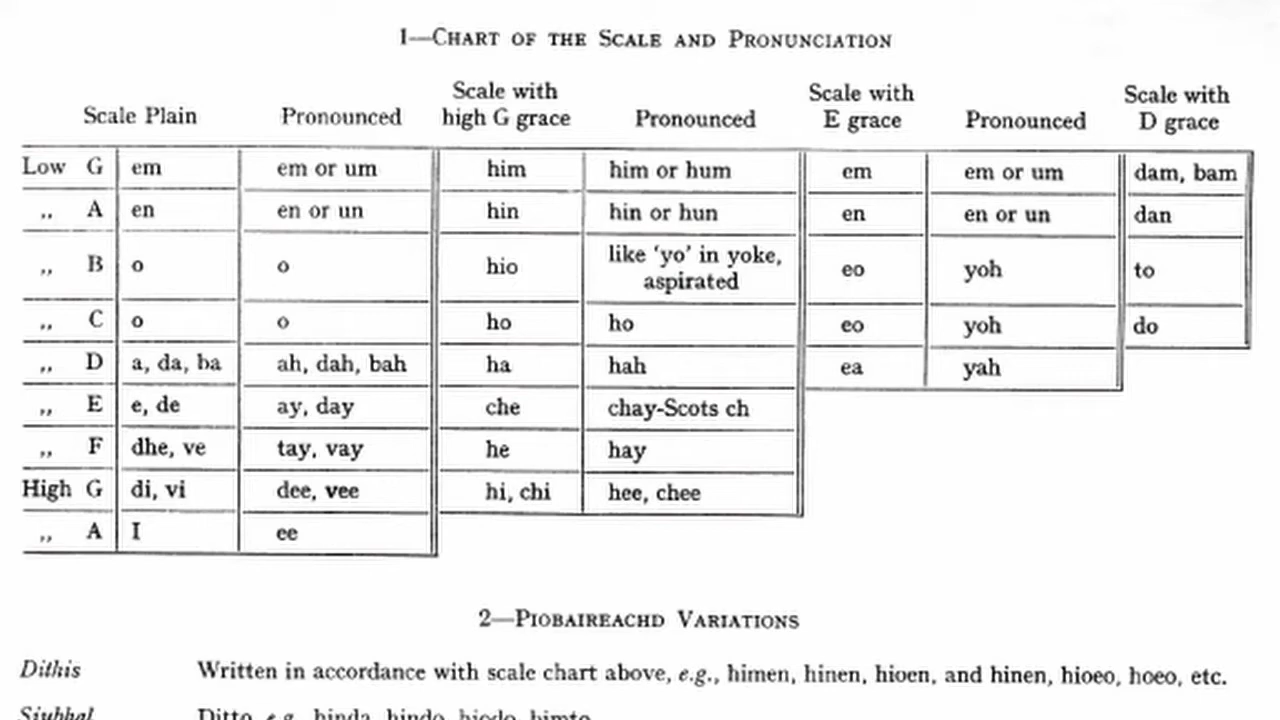 1—CHART OF THE SCALE AND PRONUNCIATION
Scale Plain Pronounced Scale with high G grace Pronounced Scale with E grace Pronounced Scale with D grace
Low G em em or um him him or hum em em or um dam, bam
„ A en en or un hin hin or hun en en or un dan
„ B o o hio like ‘yo’ in yoke, aspirated eo yoh to
„ C o o ho ho eo yoh do
„ D a, da, ba ah, dah, bah ha hah ea yah
„ E e, de ay, day che chay-Scots ch
„ F dhe, ve tay, vay he hay
High G di, vi dee, vee hi, chi hee, chee
„ A I ee
2—PIOBAIREACHD VARIATIONS
Dithis Written in accordance with scale chart above, e.g., himen, hinen, hioen, and hinen, hioeo, hoeo, etc.
Siubhal Ditto, e.g., hinda, hindo, hiodo, himto